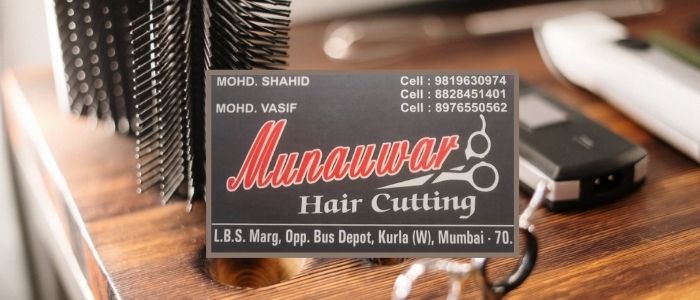 MOHD. SHAHID Cell : 9819630974
Cell : 8828451401
MOHD. VASIF Cell : 8976550562
Munauwar
Hair Cutting
L.B.S. Marg, Opp. Bus Depot, Kurla (W), Mumbai - 70.